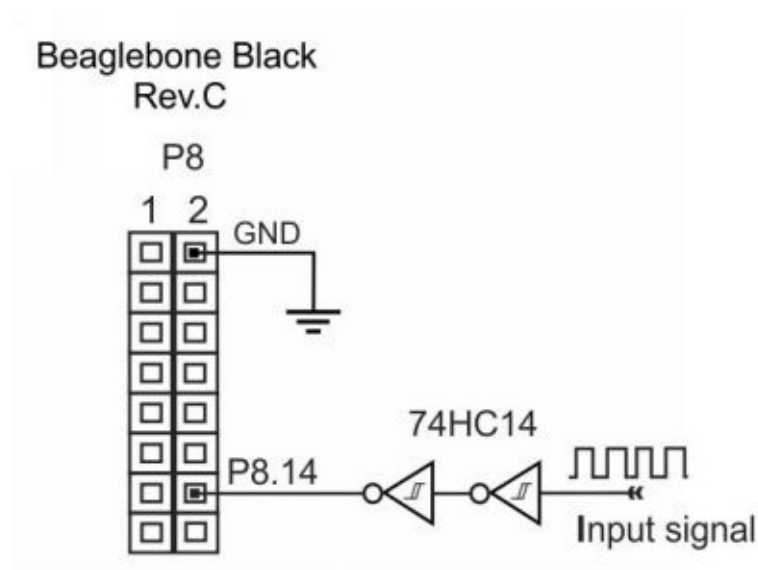 Beaglebone Black
Rev.C
P8
1 2
GND
74HC14
P8.14
Input signal